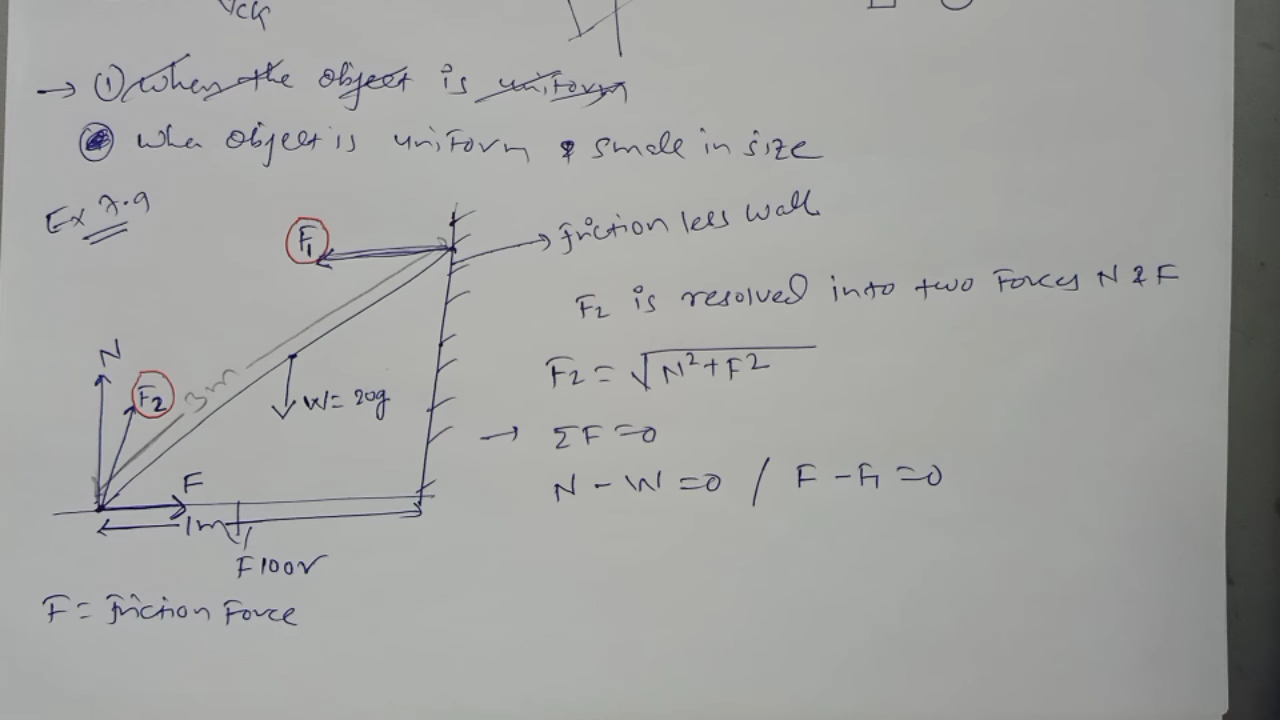 → ① When the object is uniform
When object is uniform & small in size
Ex 7.9
F₁
→ friction less wall
F₂ is resolved into two Forces N & F
N
F₂
3m
W = 20g
F₂ = √N²+F²
→ ΣF = 0
N - W = 0 / F - F₁ = 0
F
1m
Floor
F = Friction Force